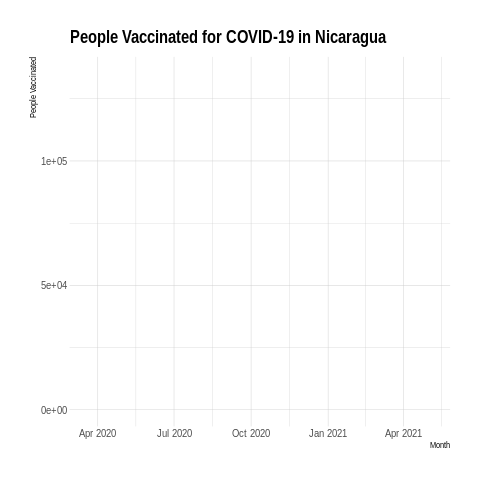 People Vaccinated for COVID-19 in Nicaragua
People Vaccinated
1e+05
5e+04
0e+00
Apr 2020 Jul 2020 Oct 2020 Jan 2021 Apr 2021
Month